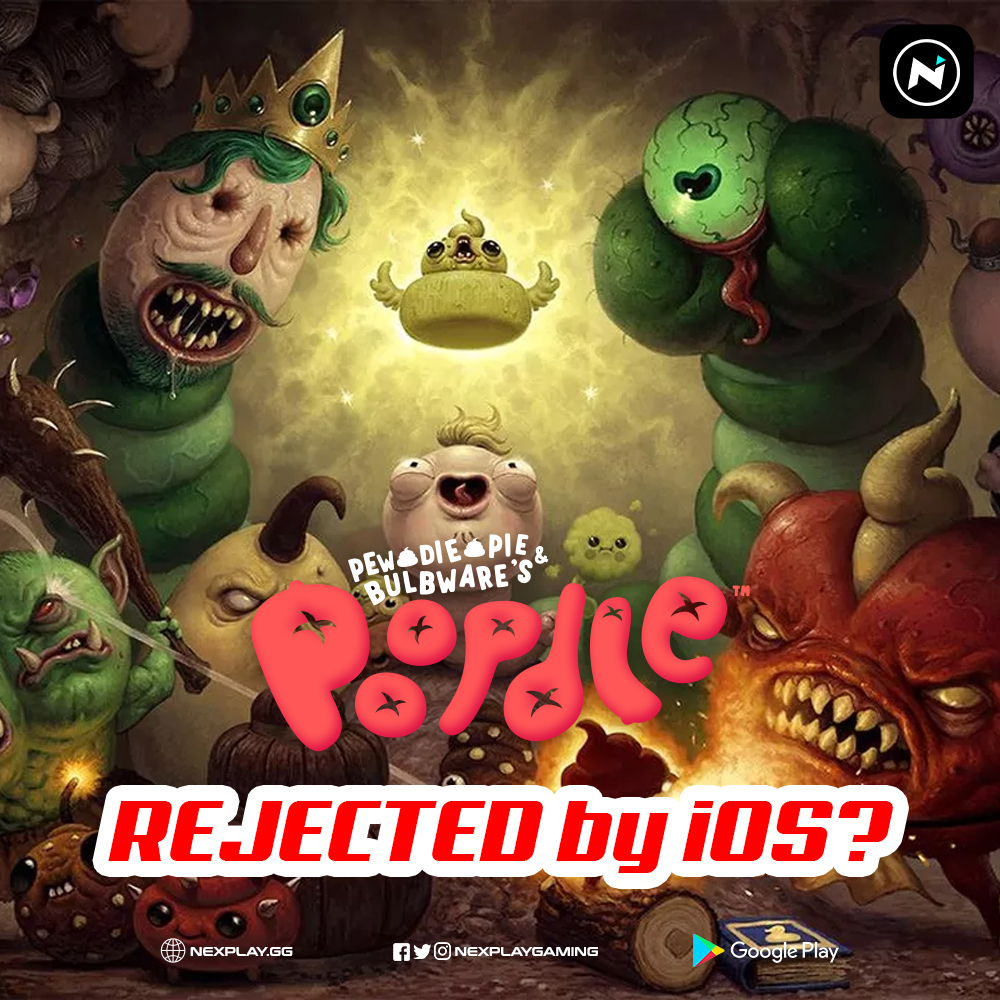 N
PEWDIEPIE &
BULBWARE'S
POOPDIE™
REJECTED by iOS?
NEXPLAY.GG
NEXPLAYGAMING
Google Play